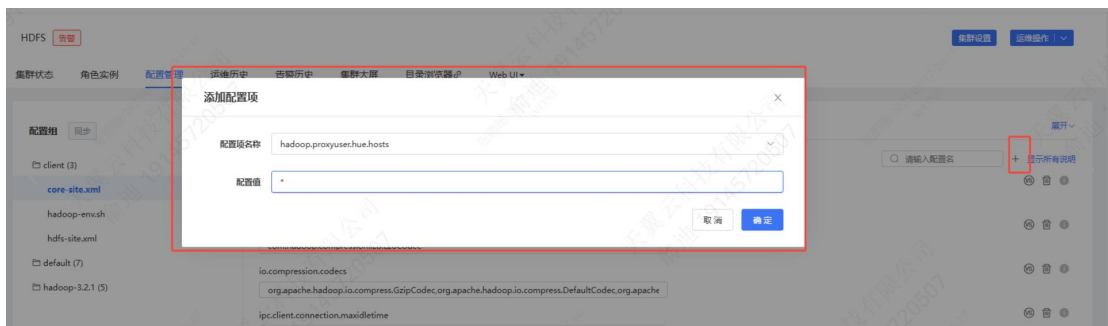 HDFS 告警 集群设置 运维操作
集群状态 角色实例 配置管理 运维历史 告警历史 集群大屏 目录浏览器 Web UI
添加配置项
配置组 同步 展开
配置项名称 hadoop.proxyuser.hue.hosts
client (3) 请输入配置名 + 显示所有说明
配置值 *
core-site.xml
hadoop-env.sh 取消 确定
hdfs-site.xml
default (7) io.compression.codecs
hadoop-3.2.1 (5) org.apache.hadoop.io.compress.GzipCodec,org.apache.hadoop.io.compress.DefaultCodec,org.apache
ipc.client.connection.maxidletime